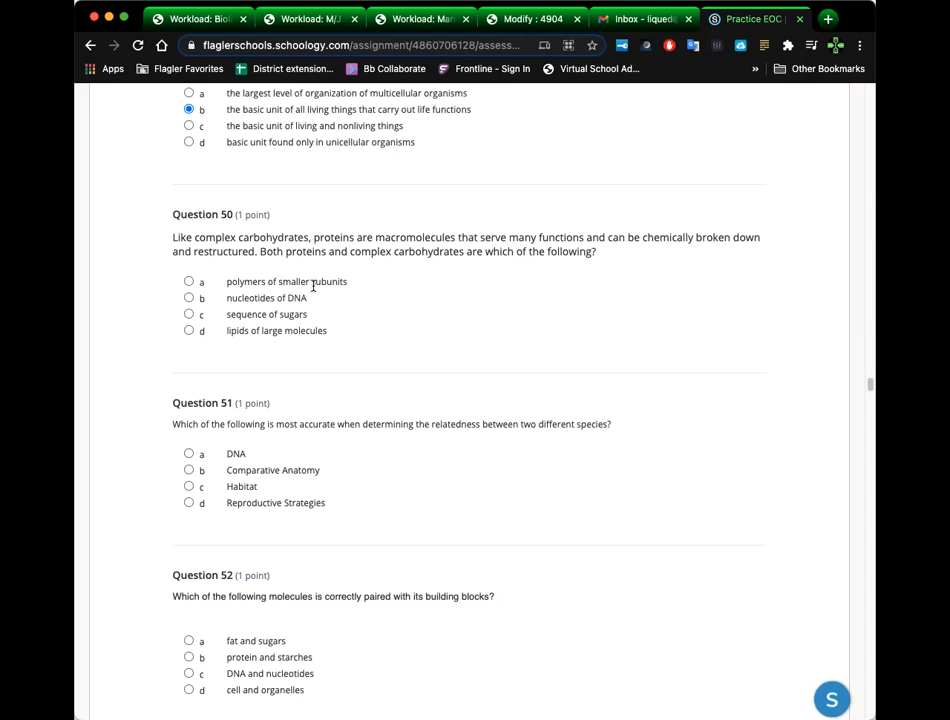 Workload: Biol
Workload: M/J
Workload: Mar
Modify : 4904
Inbox - liqued
Practice EOC
flaglerschools.schoology.com/assignment/4860706128/assess...
Apps
Flagler Favorites
District extension...
Bb Collaborate
Frontline - Sign In
Virtual School Ad...
»
Other Bookmarks
a the largest level of organization of multicellular organisms
b the basic unit of all living things that carry out life functions
c the basic unit of living and nonliving things
d basic unit found only in unicellular organisms
Question 50 (1 point)
Like complex carbohydrates, proteins are macromolecules that serve many functions and can be chemically broken down
and restructured. Both proteins and complex carbohydrates are which of the following?
a polymers of smaller subunits
b nucleotides of DNA
c sequence of sugars
d lipids of large molecules
Question 51 (1 point)
Which of the following is most accurate when determining the relatedness between two different species?
a DNA
b Comparative Anatomy
c Habitat
d Reproductive Strategies
Question 52 (1 point)
Which of the following molecules is correctly paired with its building blocks?
a fat and sugars
b protein and starches
c DNA and nucleotides
d cell and organelles
S